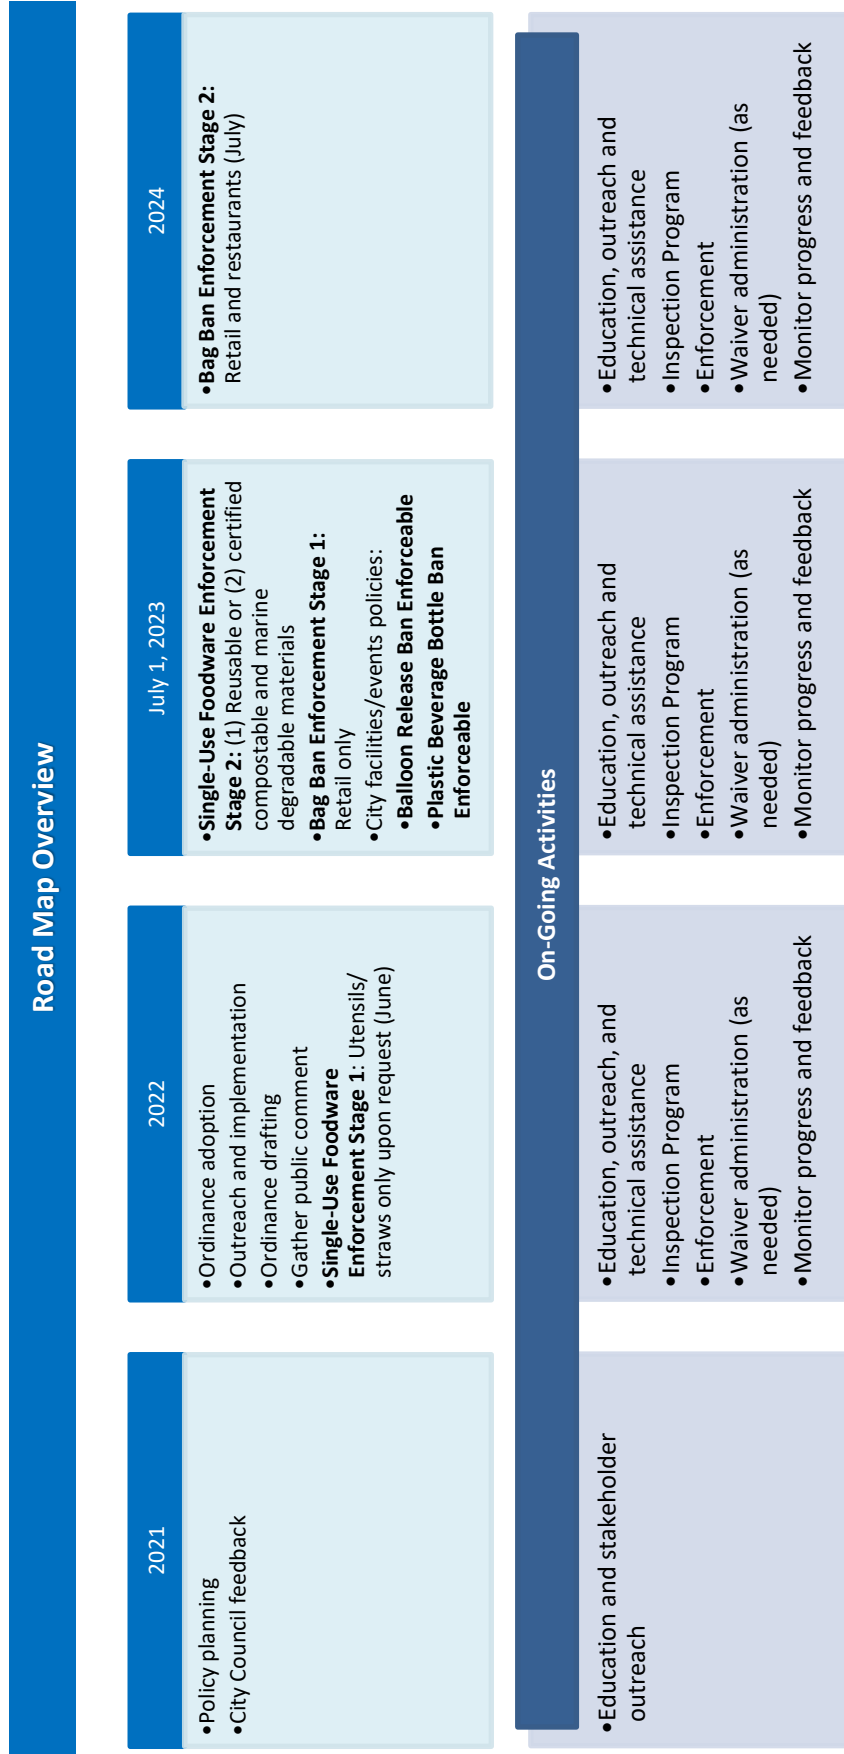 Road Map Overview
2021
•Policy planning
•City Council feedback
2022
•Ordinance adoption
•Outreach and implementation
•Ordinance drafting
•Gather public comment
•Single-Use Foodware
Enforcement Stage 1: Utensils/
straws only upon request (June)
July 1, 2023
•Single-Use Foodware Enforcement
Stage 2: (1) Reusable or (2) certified
compostable and marine
degradable materials
•Bag Ban Enforcement Stage 1:
Retail only
•City facilities/events policies:
•Balloon Release Ban Enforceable
•Plastic Beverage Bottle Ban
Enforceable
2024
•Bag Ban Enforcement Stage 2:
Retail and restaurants (July)
On-Going Activities
•Education and stakeholder
outreach
•Education, outreach, and
technical assistance
•Inspection Program
•Enforcement
•Waiver administration (as
needed)
•Monitor progress and feedback
•Education, outreach and
technical assistance
•Inspection Program
•Enforcement
•Waiver administration (as
needed)
•Monitor progress and feedback
•Education, outreach and
technical assistance
•Inspection Program
•Enforcement
•Waiver administration (as
needed)
•Monitor progress and feedback